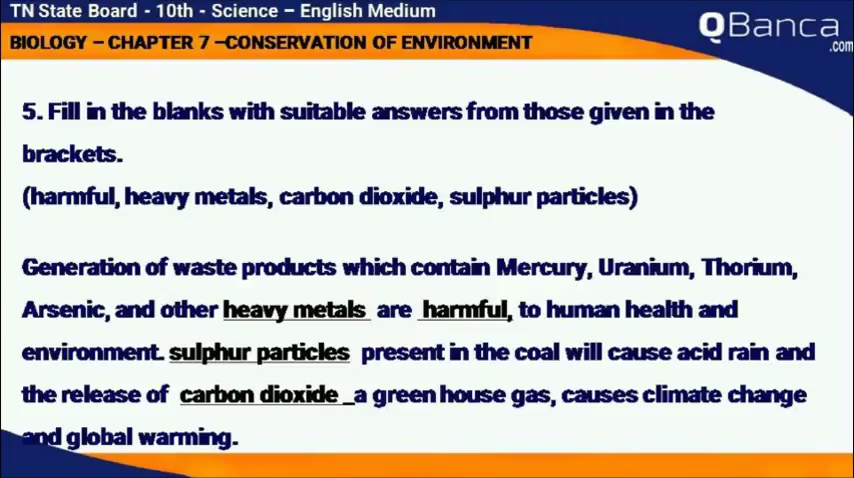 TN State Board - 10th - Science – English Medium
QBanca
.com
BIOLOGY – CHAPTER 7 –CONSERVATION OF ENVIRONMENT
5. Fill in the blanks with suitable answers from those given in the
brackets.
(harmful, heavy metals, carbon dioxide, sulphur particles)
Generation of waste products which contain Mercury, Uranium, Thorium,
Arsenic, and other heavy metals are harmful, to human health and
environment. sulphur particles present in the coal will cause acid rain and
the release of carbon dioxide _a green house gas, causes climate change
and global warming.